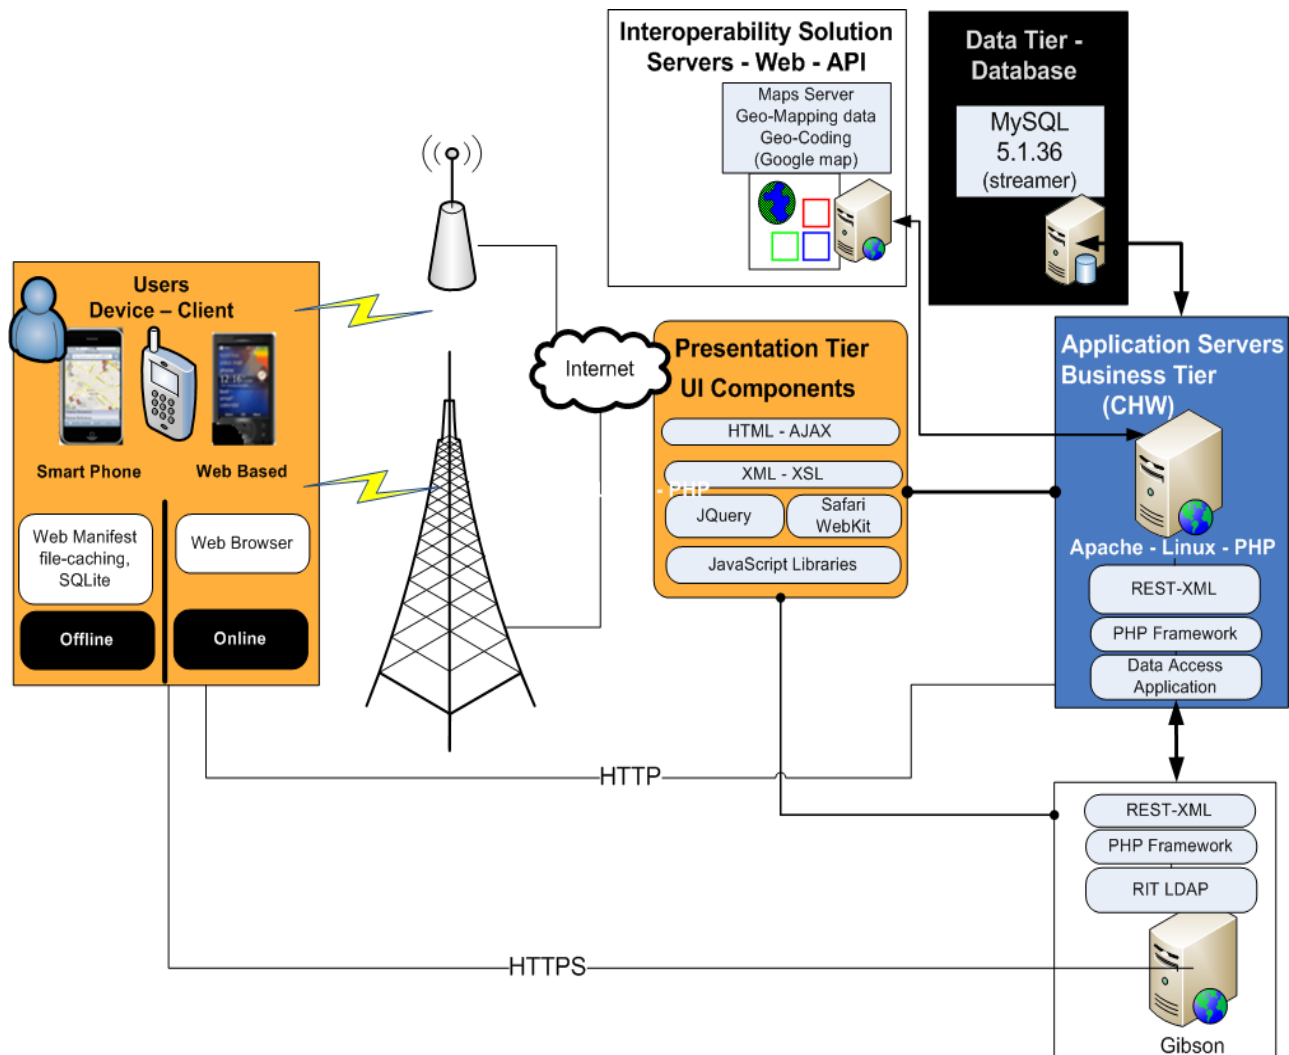 Interoperability Solution
Servers - Web - API
Maps Server
Geo-Mapping data
Geo-Coding
(Google map)
Data Tier -
Database
MySQL
5.1.36
(streamer)
Users
Device – Client
Smart Phone
Web Based
Web Manifest
file-caching,
SQLite
Web Browser
Offline
Online
Internet
Presentation Tier
UI Components
HTML - AJAX
XML - XSL
- PHP
JQuery
Safari
WebKit
JavaScript Libraries
Application Servers
Business Tier
(CHW)
Apache - Linux - PHP
REST-XML
PHP Framework
Data Access
Application
HTTP
REST-XML
PHP Framework
RIT LDAP
HTTPS
Gibson